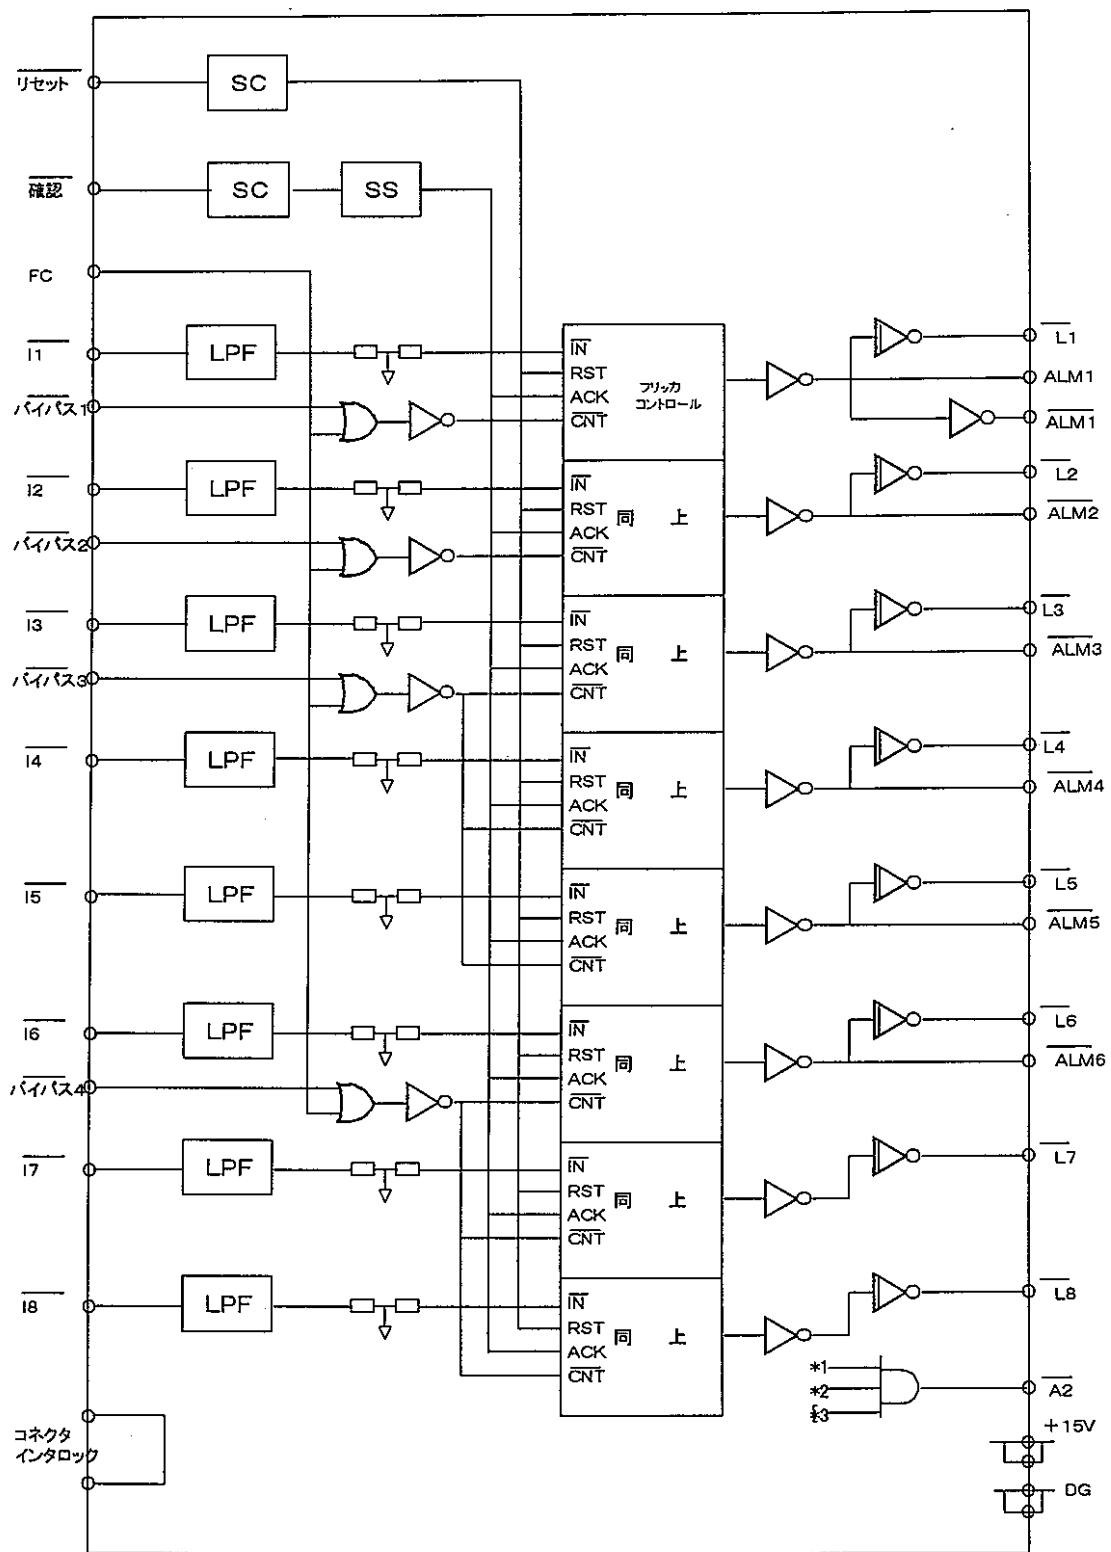 リセット
SC
確認
SC
SS
FC
I1
LPF
IN
RST
ACK
CNT
フリッカ
コントロール
L1
ALM1
ALM1
バイパス1
I2
LPF
IN
RST
ACK
CNT
同 上
L2
ALM2
バイパス2
I3
LPF
IN
RST
ACK
CNT
同 上
L3
ALM3
バイパス3
I4
LPF
IN
RST
ACK
CNT
同 上
L4
ALM4
I5
LPF
IN
RST
ACK
CNT
同 上
L5
ALM5
I6
LPF
IN
RST
ACK
CNT
同 上
L6
ALM6
バイパス4
I7
LPF
IN
RST
ACK
CNT
同 上
L7
I8
LPF
IN
RST
ACK
CNT
同 上
L8
*1
*2
*3
A2
コネクタ
インタロック
+15V
DG